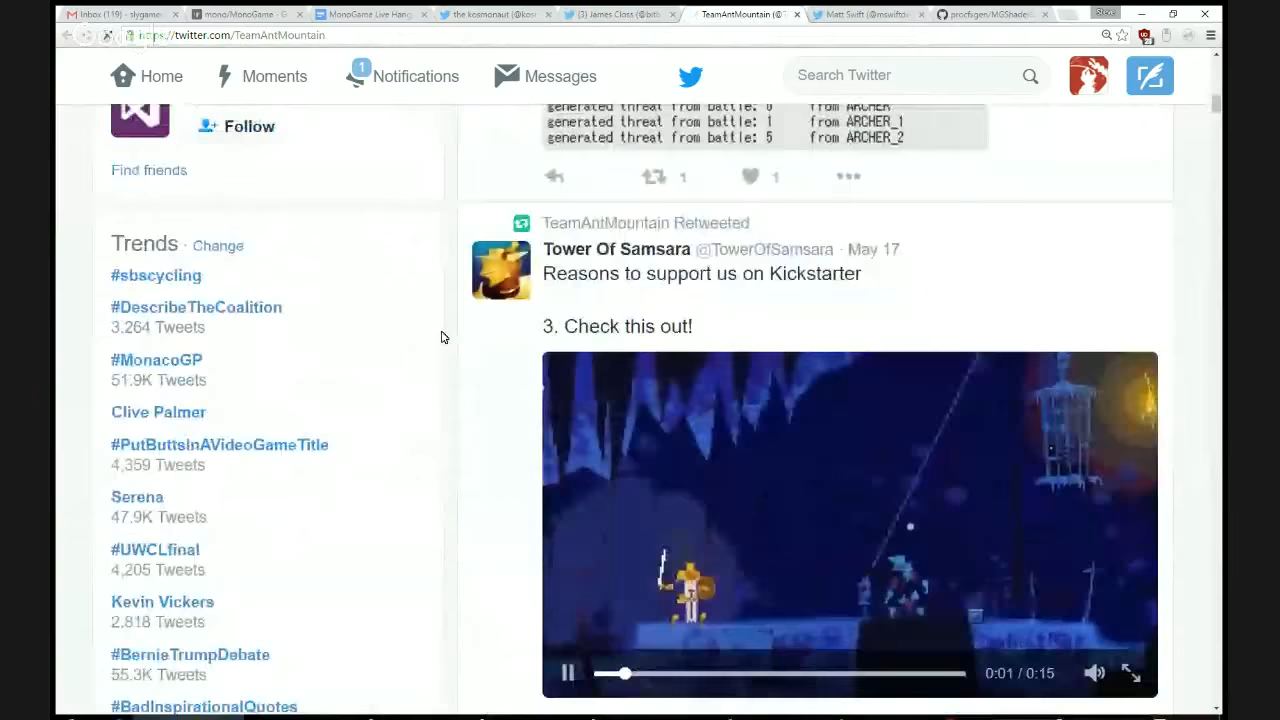 Inbox (119) - slygame
mono/MonoGame - G
MonoGame Live Hang
the kosmonaut (@kos
(3) James Closs (@bitb
TeamAntMountain (@T
Matt Swift (@mswiftd
procfxgen/MGShade
Steve
https://twitter.com/TeamAntMountain
Home
Moments
1
Notifications
Messages
Search Twitter
Follow
Find friends
generated threat from battle: 0 from ARCHER
generated threat from battle: 1 from ARCHER_1
generated threat from battle: 5 from ARCHER_2
1
1
Trends · Change
#sbscycling
#DescribeTheCoalition
3,264 Tweets
#MonacoGP
51.9K Tweets
Clive Palmer
#PutButtsInAVideoGameTitle
4,359 Tweets
Serena
47.9K Tweets
#UWCLfinal
4,205 Tweets
Kevin Vickers
2,818 Tweets
#BernieTrumpDebate
55.3K Tweets
#BadInspirationalQuotes
TeamAntMountain Retweeted
Tower Of Samsara @TowerOfSamsara · May 17
Reasons to support us on Kickstarter
3. Check this out!
0:01 / 0:15